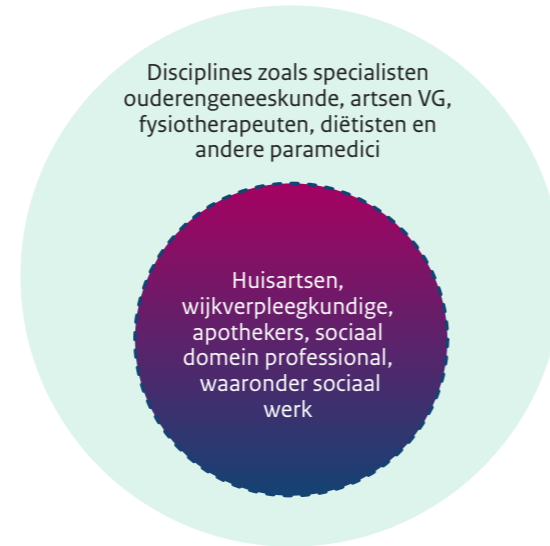 Disciplines zoals specialisten
ouderengeneeskunde, artsen VG,
fysiotherapeuten, diëtisten en
andere paramedici
Huisartsen,
wijkverpleegkundige,
apothekers, sociaal
domein professional,
waaronder sociaal
werk